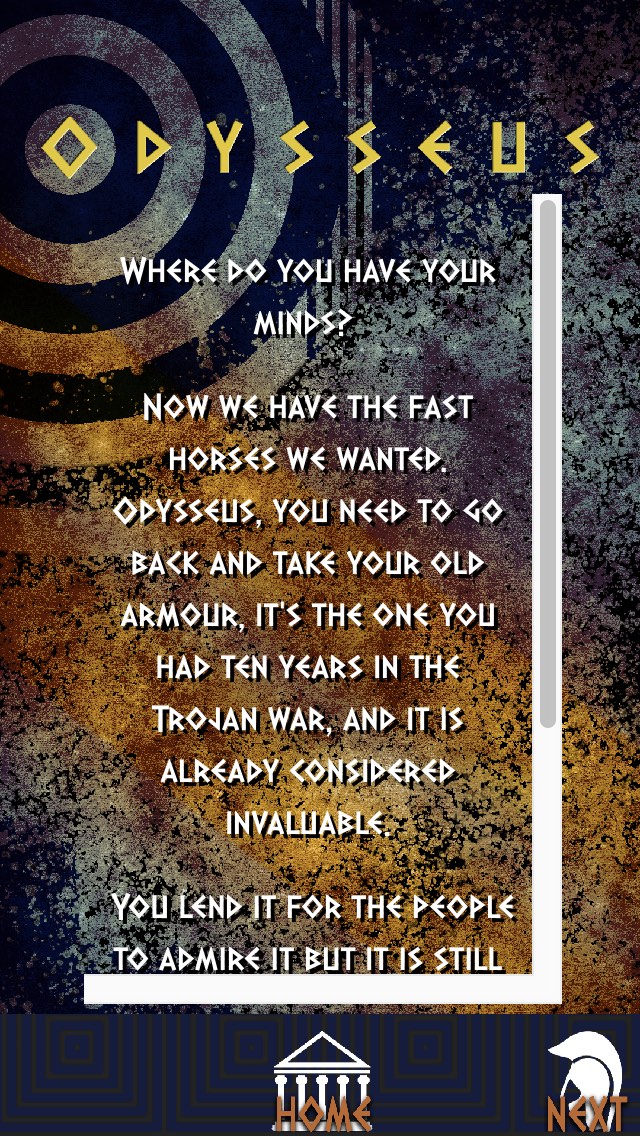 Odysseus
Where do you have your
minds?
Now we have the fast
horses we wanted.
Odysseus, you need to go
back and take your old
armour, it's the one you
had ten years in the
Trojan war, and it is
already considered
invaluable.
You lend it for the people
to admire it but it is still
HOME
NEXT